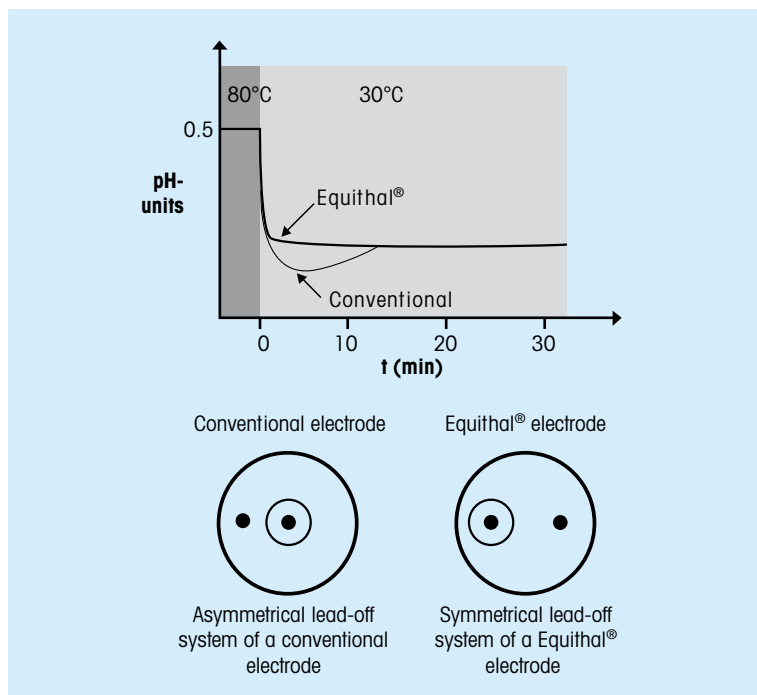 80°C
30°C
0.5
pH-
units
Equithal®
Conventional
0
10
20
30
t (min)
Conventional electrode
Equithal® electrode
Asymmetrical lead-off
system of a conventional
electrode
Symmetrical lead-off
system of a Equithal®
electrode